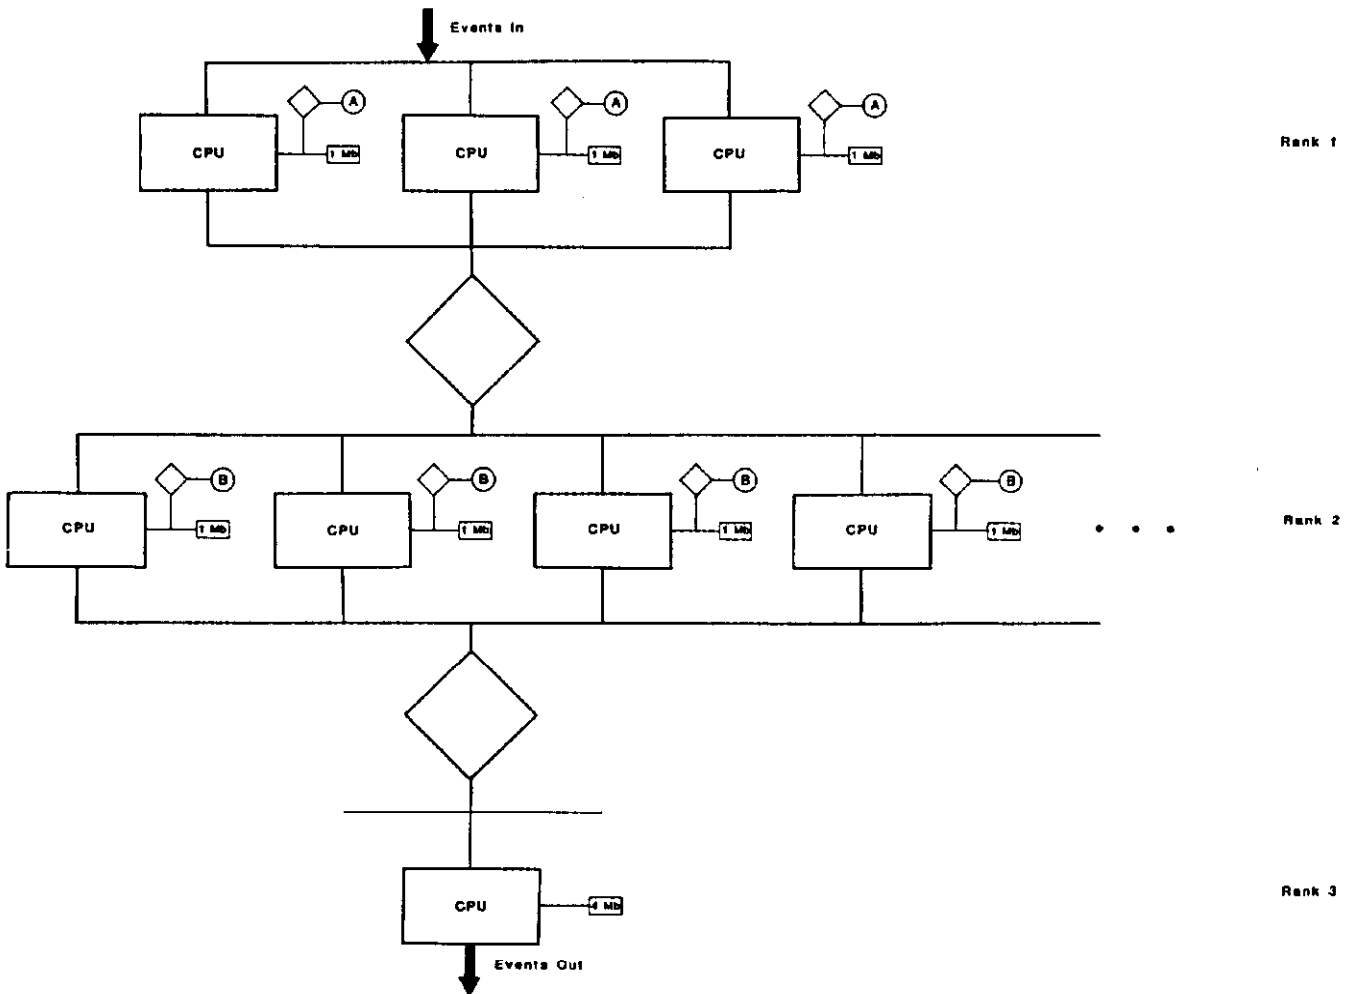 Events In
A A A
CPU 1 Mb CPU 1 Mb CPU 1 Mb Rank 1
B B B B
CPU 1 Mb CPU 1 Mb CPU 1 Mb CPU 1 Mb • • • Rank 2
CPU 1 Mb Rank 3
Events Out